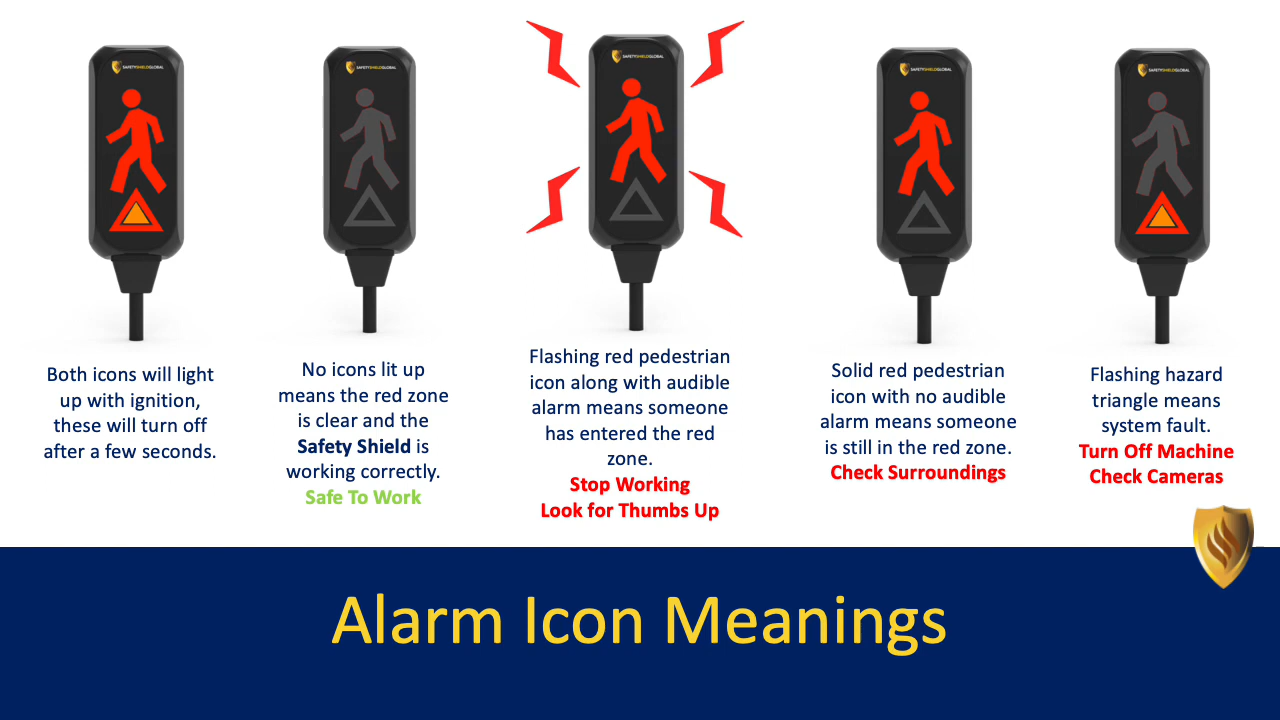 SAFETYSHIELDGLOBAL
SAFETYSHIELDGLOBAL
SAFETYSHIELDGLOBAL
SAFETYSHIELDGLOBAL
SAFETYSHIELDGLOBAL
Both icons will light
up with ignition,
these will turn off
after a few seconds.
No icons lit up
means the red zone
is clear and the
Safety Shield is
working correctly.
Safe To Work
Flashing red pedestrian
icon along with audible
alarm means someone
has entered the red
zone.
Stop Working
Look for Thumbs Up
Solid red pedestrian
icon with no audible
alarm means someone
is still in the red zone.
Check Surroundings
Flashing hazard
triangle means
system fault.
Turn Off Machine
Check Cameras
Alarm Icon Meanings